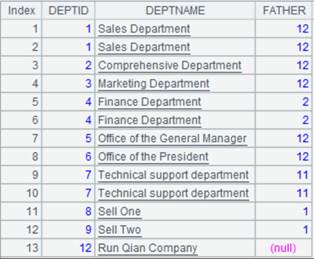 Index DEPTID DEPTNAME FATHER
1 1 Sales Department 12
2 1 Sales Department 12
3 2 Comprehensive Department 12
4 3 Marketing Department 12
5 4 Finance Department 2
6 4 Finance Department 2
7 5 Office of the General Manager 12
8 6 Office of the President 12
9 7 Technical support department 11
10 7 Technical support department 11
11 8 Sell One 1
12 9 Sell Two 1
13 12 Run Qian Company (null)